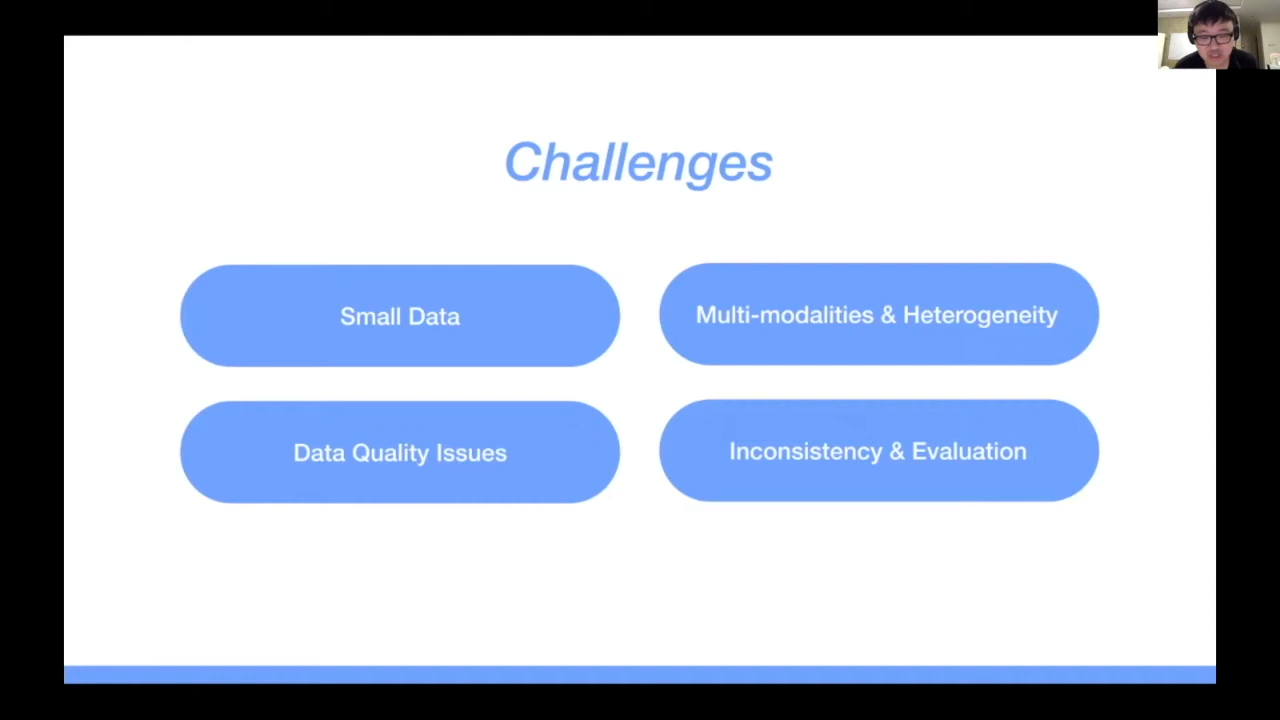 Challenges
Small Data
Multi-modalities & Heterogeneity
Data Quality Issues
Inconsistency & Evaluation